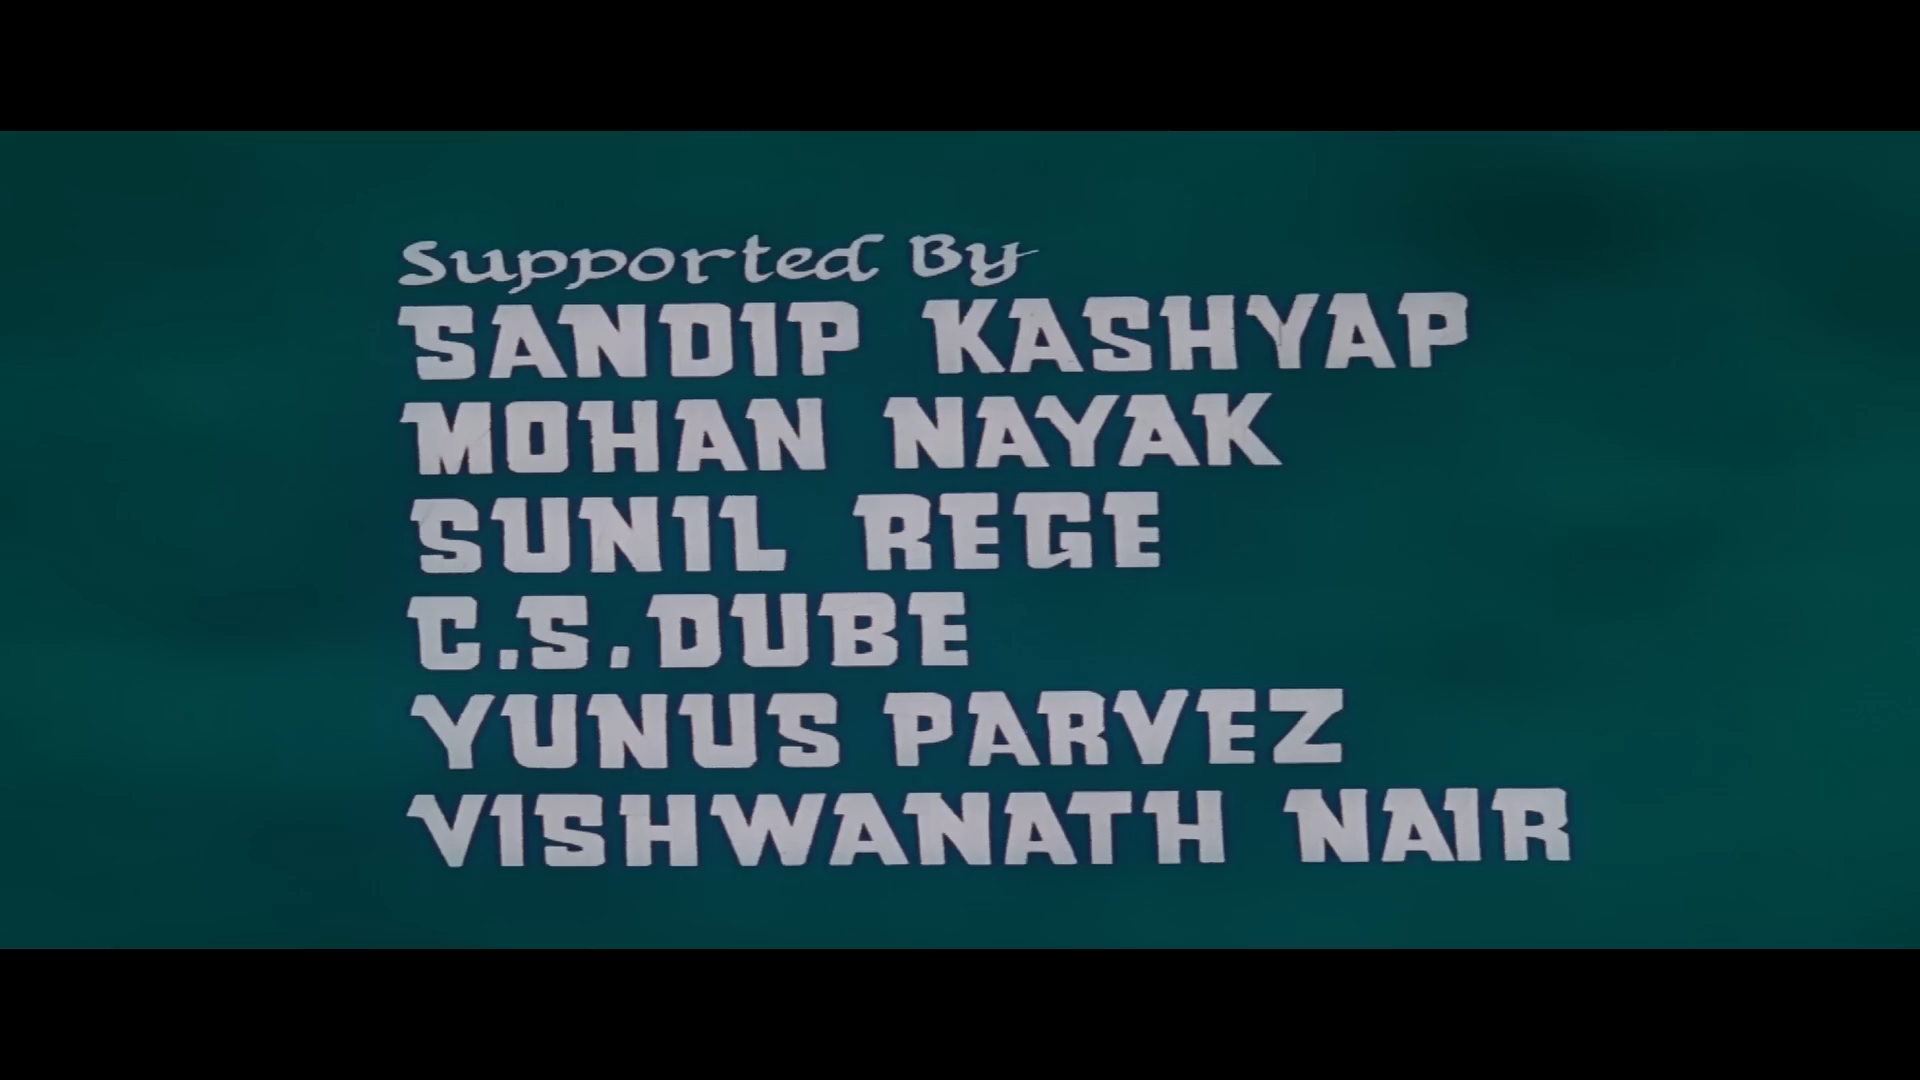 Supported By
SANDIP KASHYAP
MOHAN NAYAK
SUNIL REGE
C.S.DUBE
YUNUS PARVEZ
VISHWANATH NAIR